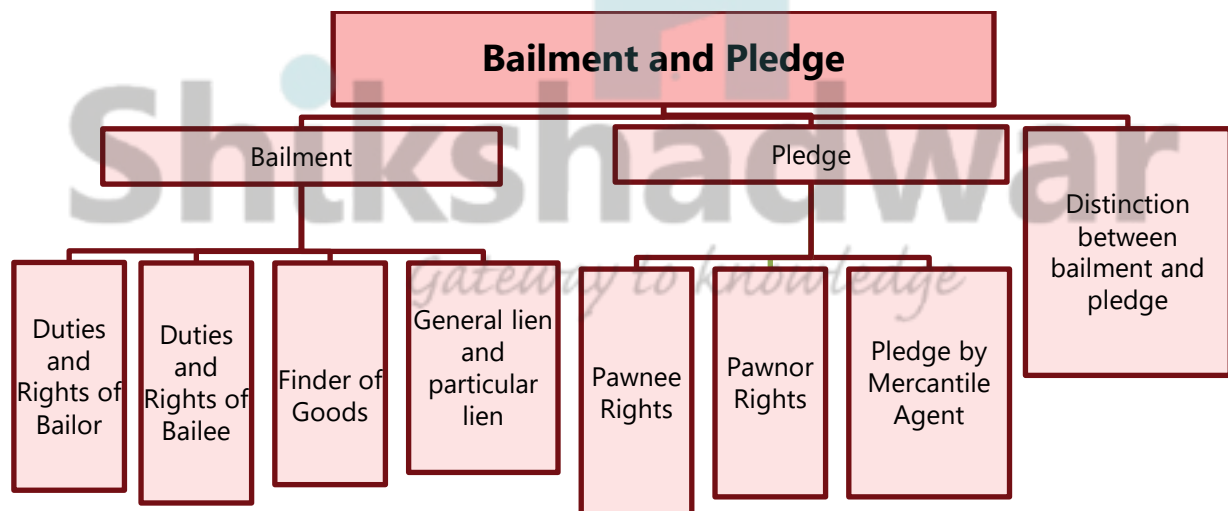 Bailment and Pledge
Shikshadwar
Gateway to knowledge
Bailment
Pledge
Distinction
between
bailment and
pledge
Duties
and
Rights of
Bailor
Duties
and
Rights of
Bailee
Finder of
Goods
General lien
and
particular
lien
Pawnee
Rights
Pawnor
Rights
Pledge by
Mercantile
Agent